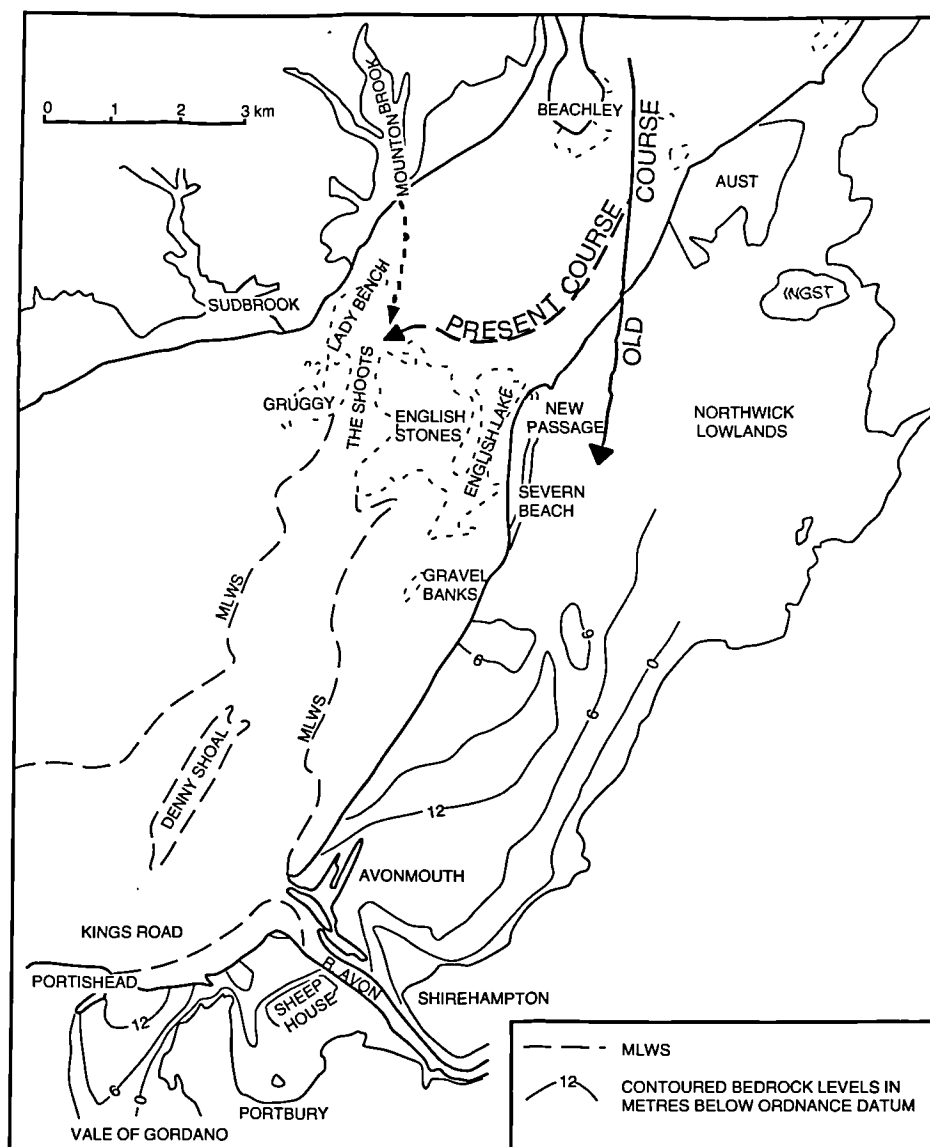 0 1 2 3 km
MOUNTON BROOK
BEACHLEY
COURSE
AUST
INGST
SUDBROOK
LADY BENCH
PRESENT COURSE
OLD
GRUGGY
THE SHOOTS
ENGLISH
STONES
ENGLISH LAKE
NEW
PASSAGE
NORTHWICK
LOWLANDS
SEVERN
BEACH
GRAVEL
BANKS
MLWS
MLWS
6
6
6
0
DENNY SHOAL
12
AVONMOUTH
KINGS ROAD
PORTISHEAD
R. AVON
SHIREHAMPTON
SHEEP
HOUSE
12
6
0
PORTBURY
VALE OF GORDANO
MLWS
12
CONTOURED BEDROCK LEVELS IN
METRES BELOW ORDNANCE DATUM